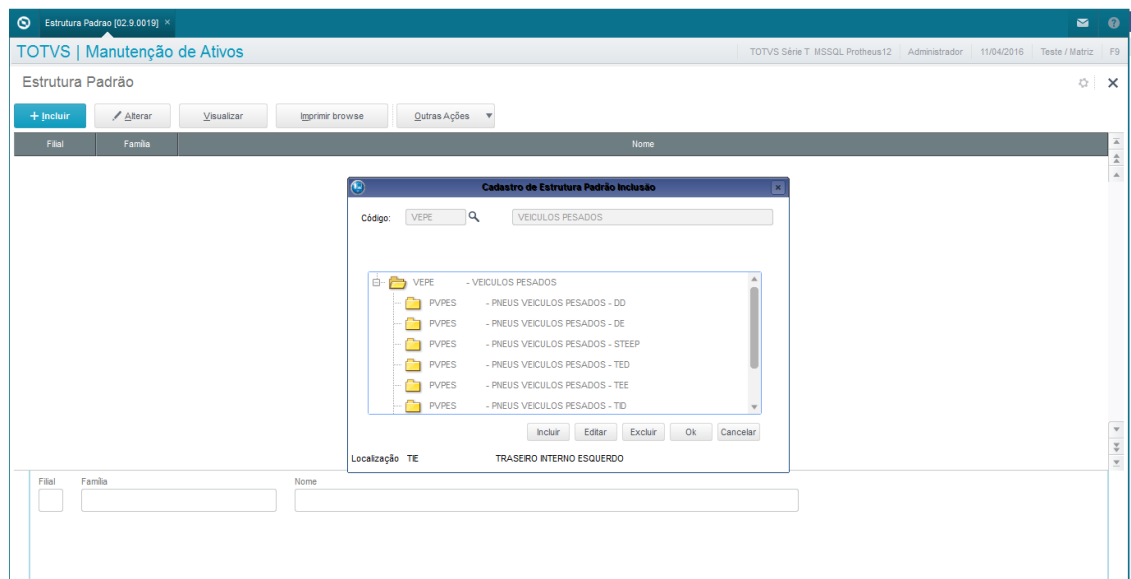 Estrutura Padrao [02.9.0019] ×
TOTVS | Manutenção de Ativos
TOTVS Série T MSSQL Protheus12 Administrador 11/04/2016 Teste / Matriz F9
Estrutura Padrão
+ Incluir Alterar Visualizar Imprimir browse Outras Ações
Filial Família Nome
Cadastro de Estrutura Padrão Inclusão
Código: VEPE VEICULOS PESADOS
VEPE - VEICULOS PESADOS
PVPES - PNEUS VEICULOS PESADOS - DD
PVPES - PNEUS VEICULOS PESADOS - DE
PVPES - PNEUS VEICULOS PESADOS - STEEP
PVPES - PNEUS VEICULOS PESADOS - TED
PVPES - PNEUS VEICULOS PESADOS - TEE
PVPES - PNEUS VEICULOS PESADOS - TID
Incluir Editar Excluir Ok Cancelar
Localização TIE TRASEIRO INTERNO ESQUERDO
Filial Família Nome